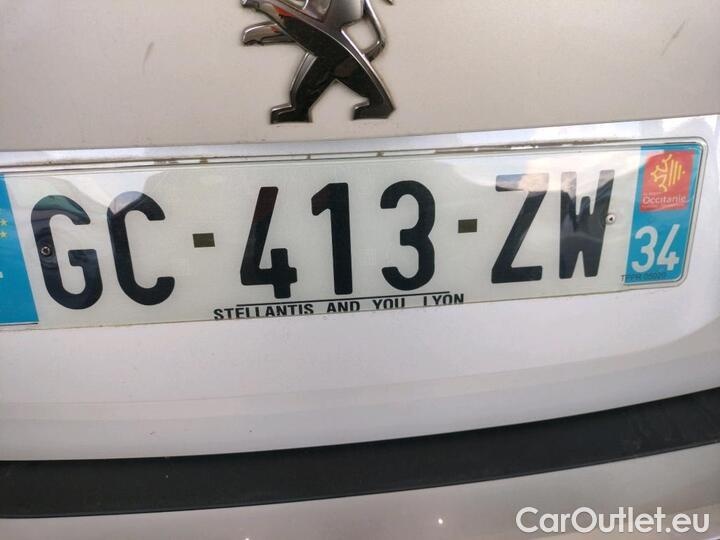 GC-413-ZW
Occitanie
34
STELLANTIS AND YOU LYON
CarOutlet.eu